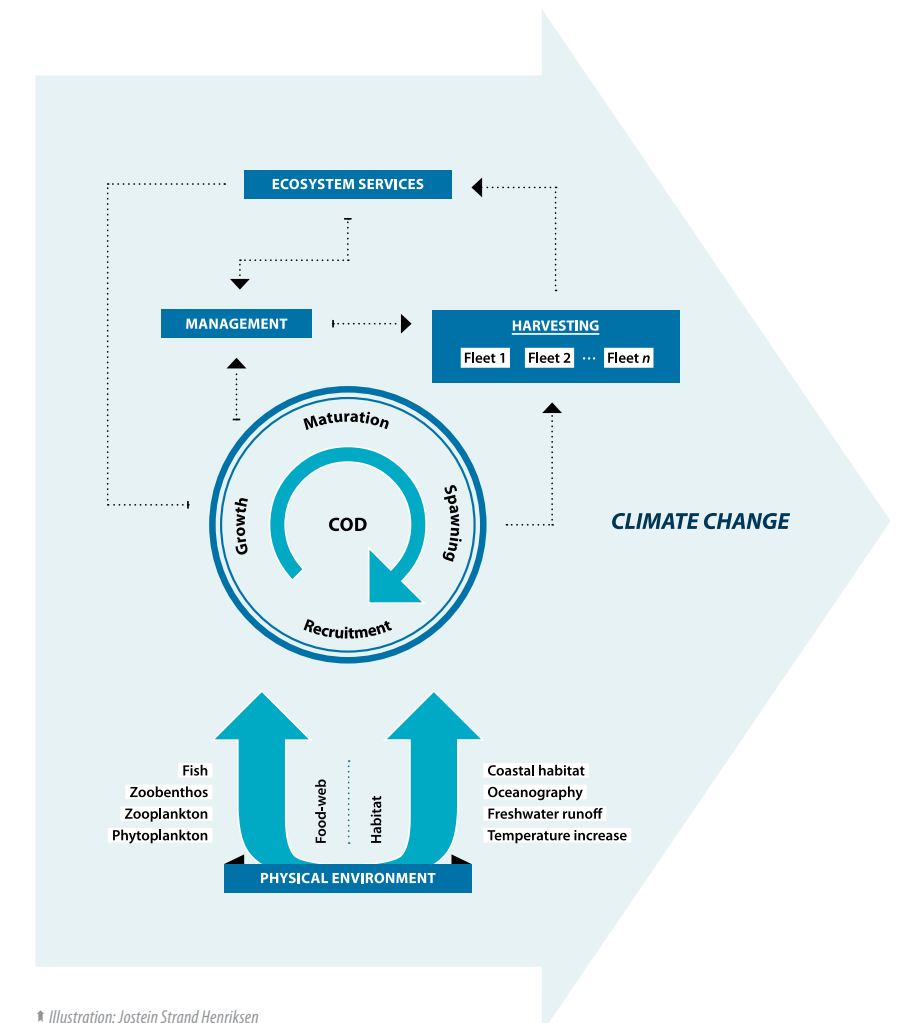 ECOSYSTEM SERVICES
MANAGEMENT
HARVESTING
Fleet 1 Fleet 2 ··· Fleet n
Maturation
Growth
COD
Spawning
Recruitment
CLIMATE CHANGE
Fish
Zoobenthos
Zooplankton
Phytoplankton
Food-web
Habitat
Coastal habitat
Oceanography
Freshwater runoff
Temperature increase
PHYSICAL ENVIRONMENT
Illustration: Jostein Strand Henriksen